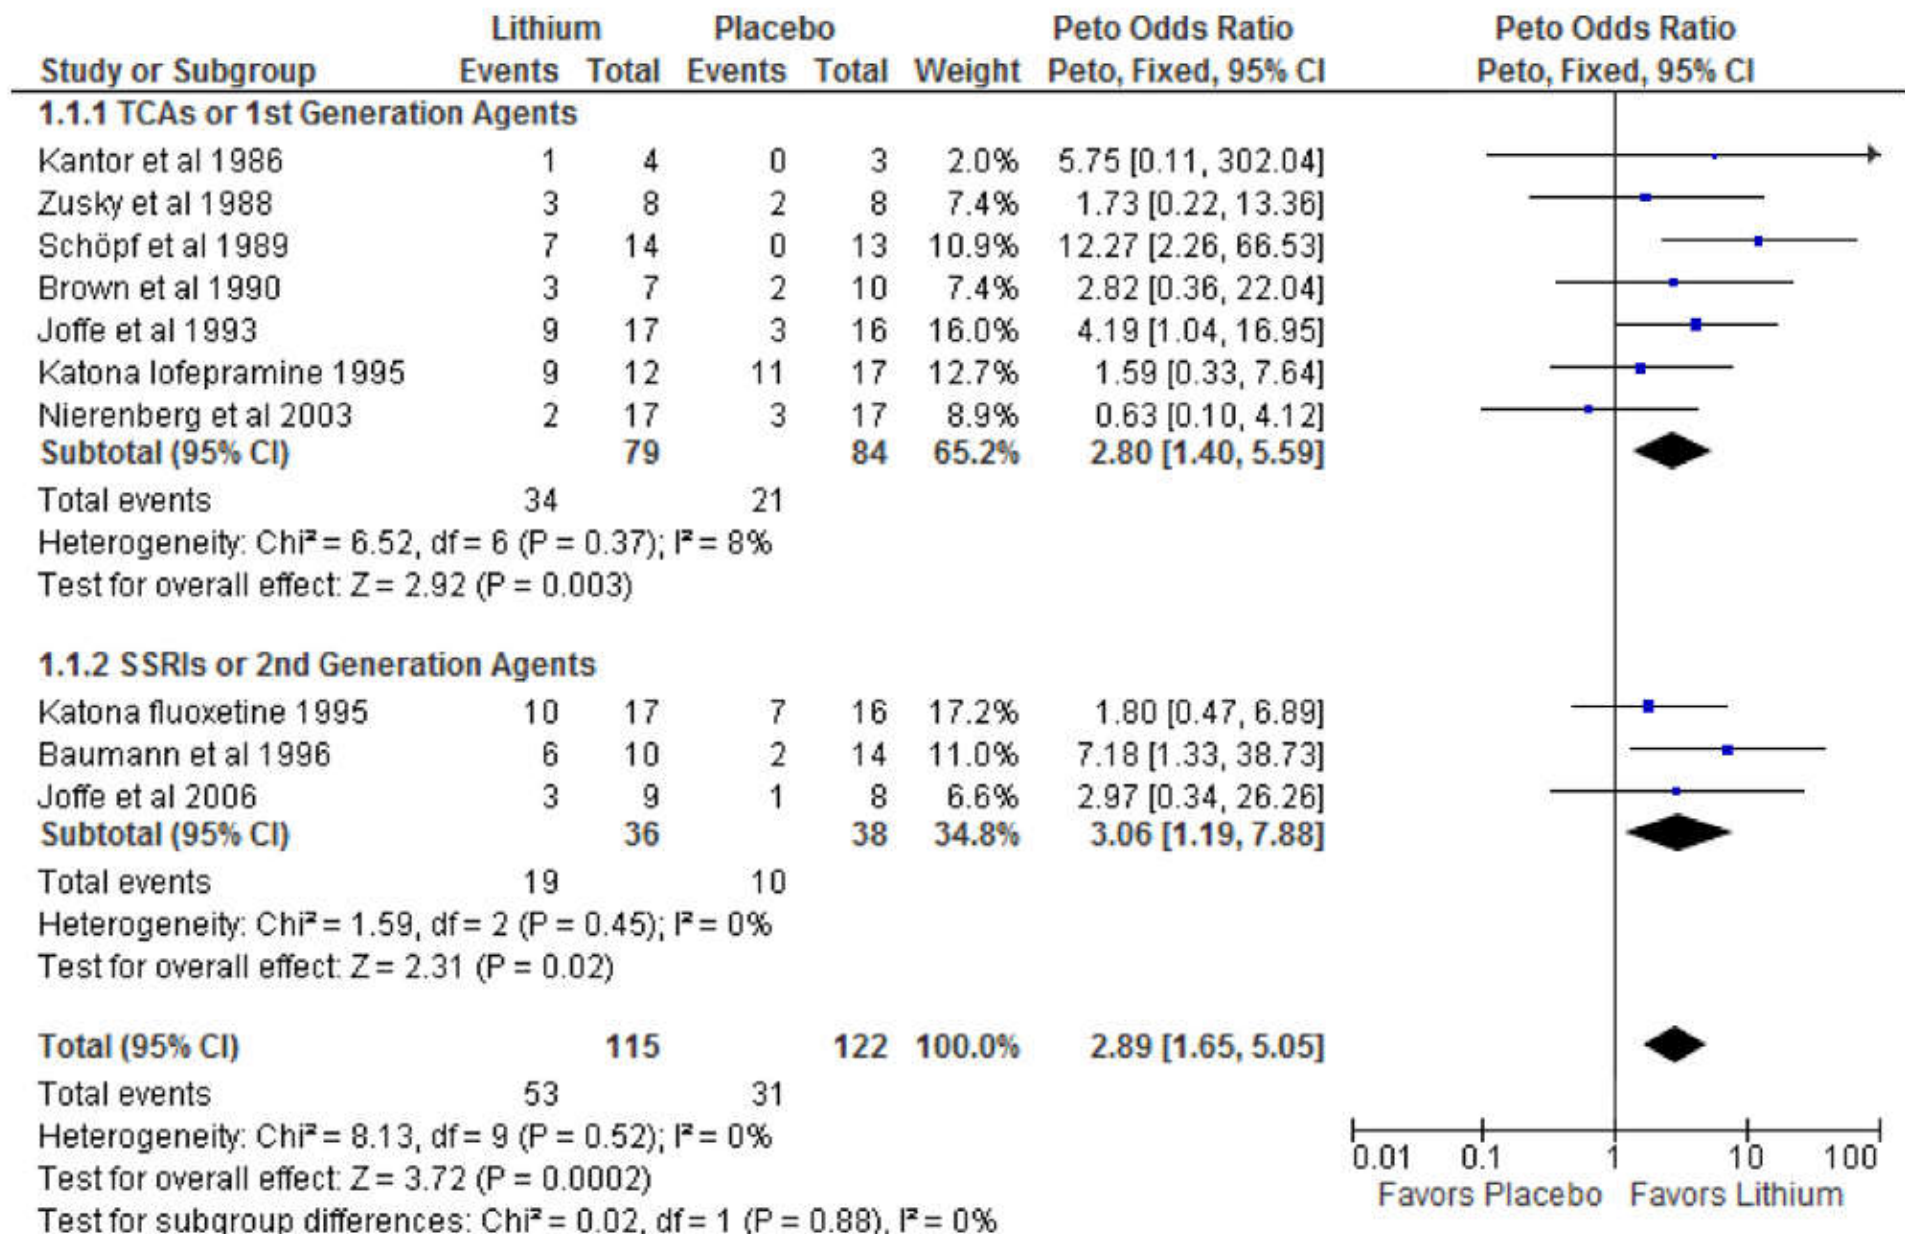 Lithium Placebo Peto Odds Ratio Peto Odds Ratio
Study or Subgroup Events Total Events Total Weight Peto, Fixed, 95% CI Peto, Fixed, 95% CI
1.1.1 TCAs or 1st Generation Agents
Kantor et al 1986 1 4 0 3 2.0% 5.75 [0.11, 302.04]
Zusky et al 1988 3 8 2 8 7.4% 1.73 [0.22, 13.36]
Schöpf et al 1989 7 14 0 13 10.9% 12.27 [2.26, 66.53]
Brown et al 1990 3 7 2 10 7.4% 2.82 [0.36, 22.04]
Joffe et al 1993 9 17 3 16 16.0% 4.19 [1.04, 16.95]
Katona lofepramine 1995 9 12 11 17 12.7% 1.59 [0.33, 7.64]
Nierenberg et al 2003 2 17 3 17 8.9% 0.63 [0.10, 4.12]
Subtotal (95% CI) 79 84 65.2% 2.80 [1.40, 5.59]
Total events 34 21
Heterogeneity: Chi² = 6.52, df = 6 (P = 0.37); I² = 8%
Test for overall effect: Z = 2.92 (P = 0.003)
1.1.2 SSRIs or 2nd Generation Agents
Katona fluoxetine 1995 10 17 7 16 17.2% 1.80 [0.47, 6.89]
Baumann et al 1996 6 10 2 14 11.0% 7.18 [1.33, 38.73]
Joffe et al 2006 3 9 1 8 6.6% 2.97 [0.34, 26.26]
Subtotal (95% CI) 36 38 34.8% 3.06 [1.19, 7.88]
Total events 19 10
Heterogeneity: Chi² = 1.59, df = 2 (P = 0.45); I² = 0%
Test for overall effect: Z = 2.31 (P = 0.02)
Total (95% CI) 115 122 100.0% 2.89 [1.65, 5.05]
Total events 53 31
Heterogeneity: Chi² = 8.13, df = 9 (P = 0.52); I² = 0%
Test for overall effect: Z = 3.72 (P = 0.0002)
Test for subgroup differences: Chi² = 0.02, df = 1 (P = 0.88), I² = 0%
0.01 0.1 1 10 100
Favors Placebo Favors Lithium